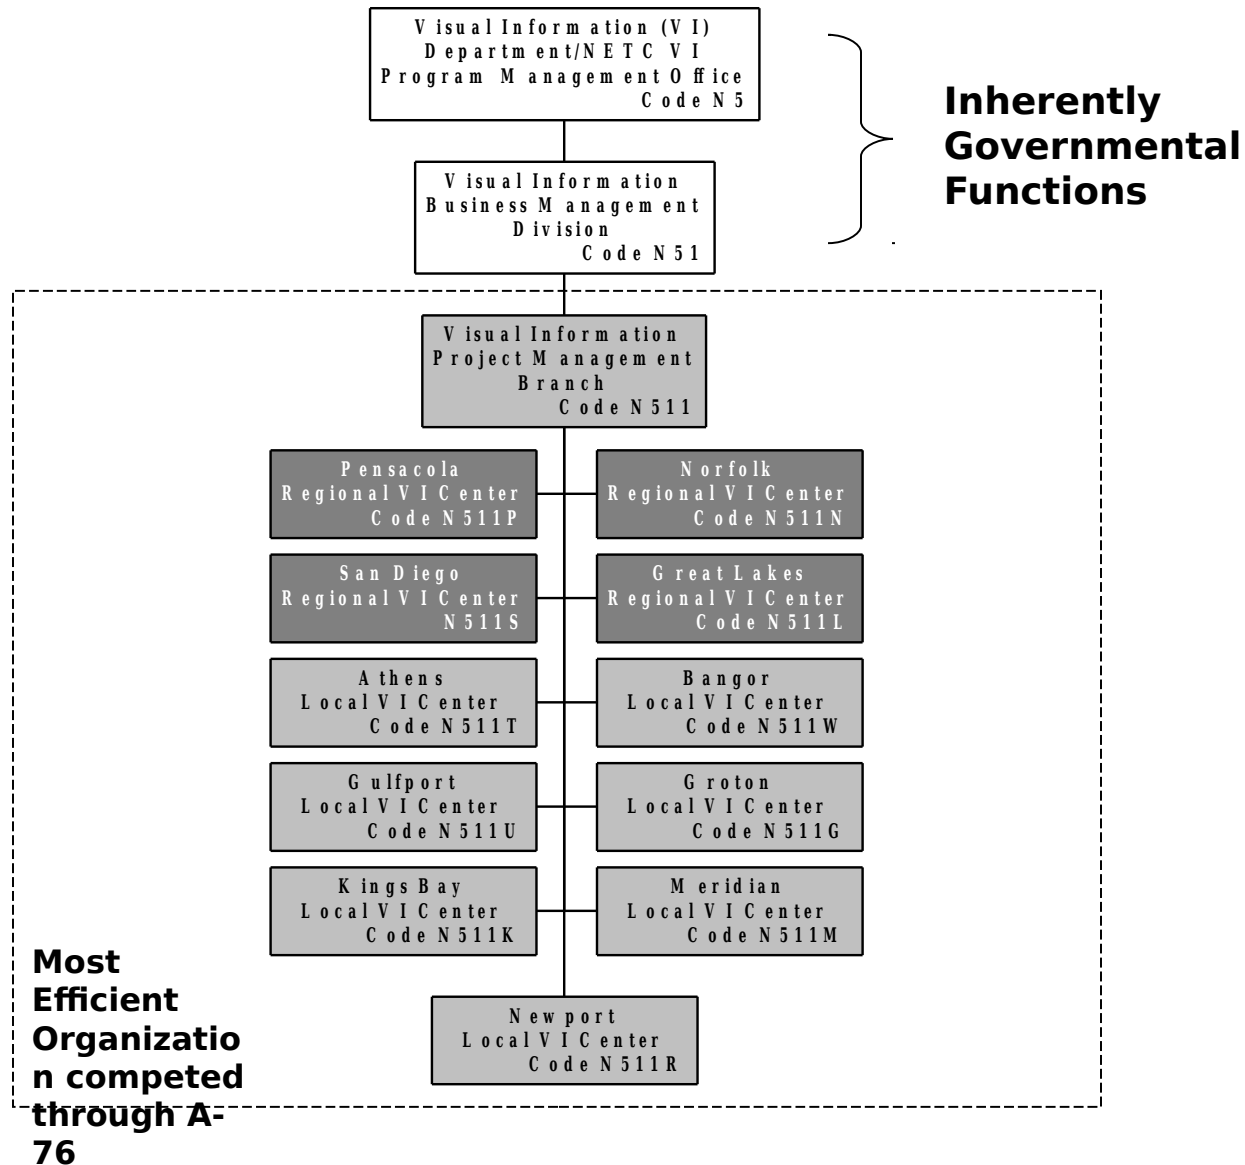 Visual Information (VI)
Department/NETC VI
Program Management Office
Code N5
Inherently
Governmental
Functions
Visual Information
Business Management
Division
Code N51
Visual Information
Project Management
Branch
Code N511
Pensacola
Regional VI Center
Code N511P
Norfolk
Regional VI Center
Code N511N
San Diego
Regional VI Center
N511S
Great Lakes
Regional VI Center
Code N511L
Athens
Local VI Center
Code N511T
Bangor
Local VI Center
Code N511W
Gulfport
Local VI Center
Code N511U
Groton
Local VI Center
Code N511G
Kings Bay
Local VI Center
Code N511K
Meridian
Local VI Center
Code N511M
Newport
Local VI Center
Code N511R
Most
Efficient
Organizatio
n competed
through A-
76